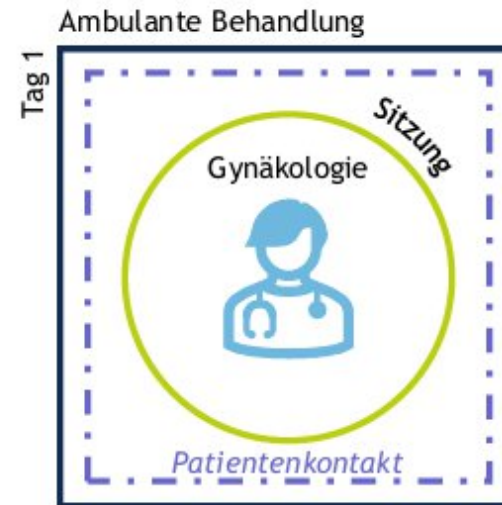 Ambulante Behandlung
Tag 1
Sitzung
Gynäkologie
Patientenkontakt